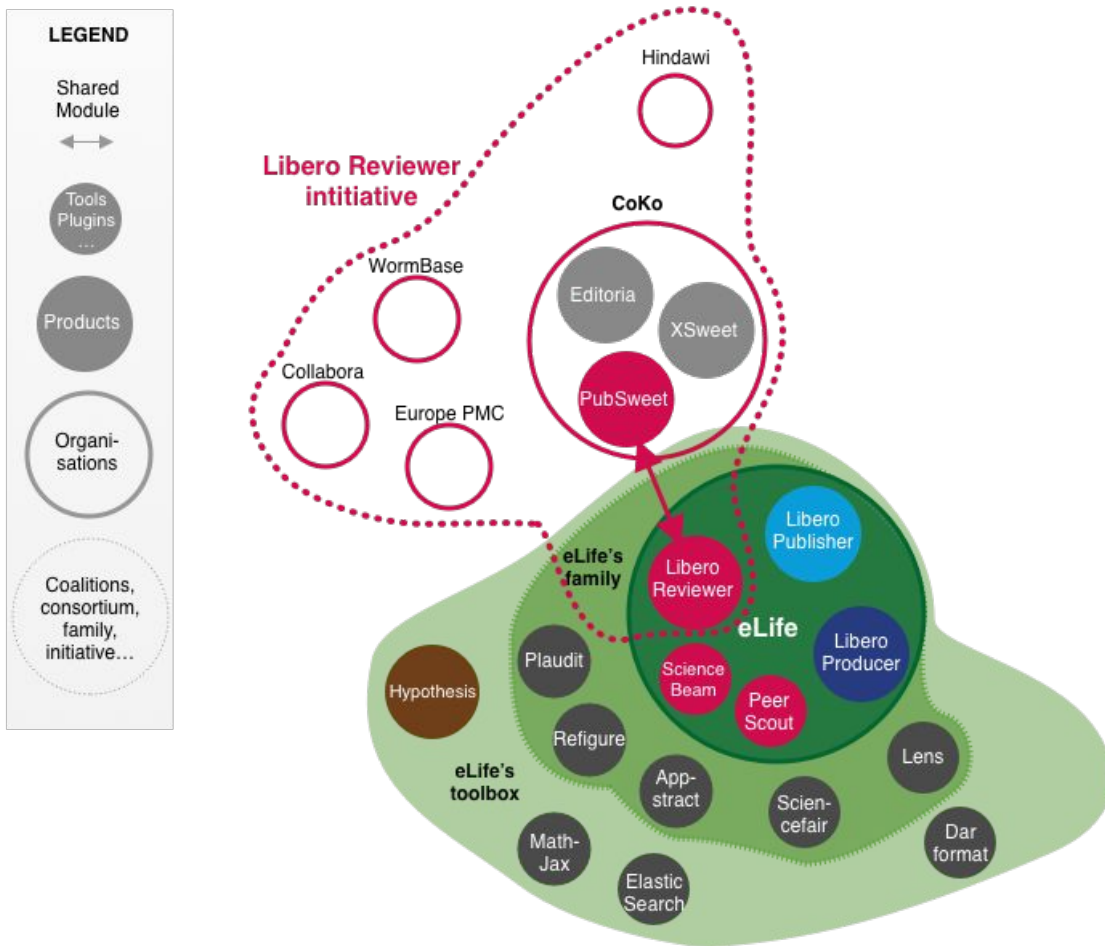 LEGEND
Shared
Module
Tools
Plugins
...
Products
Organi-
sations
Coalitions,
consortium,
family,
initiative...
Hindawi
Libero Reviewer
intitiative
CoKo
WormBase
Editoria
XSweet
Collabora
PubSweet
Europe PMC
Libero
Publisher
eLife's
family
Libero
Reviewer
eLife
Libero
Producer
Plaudit
Science
Beam
Hypothesis
Peer
Scout
Refigure
Lens
eLife's
toolbox
App-
stract
Scien-
cefair
Math-
Jax
Dar
format
Elastic
Search